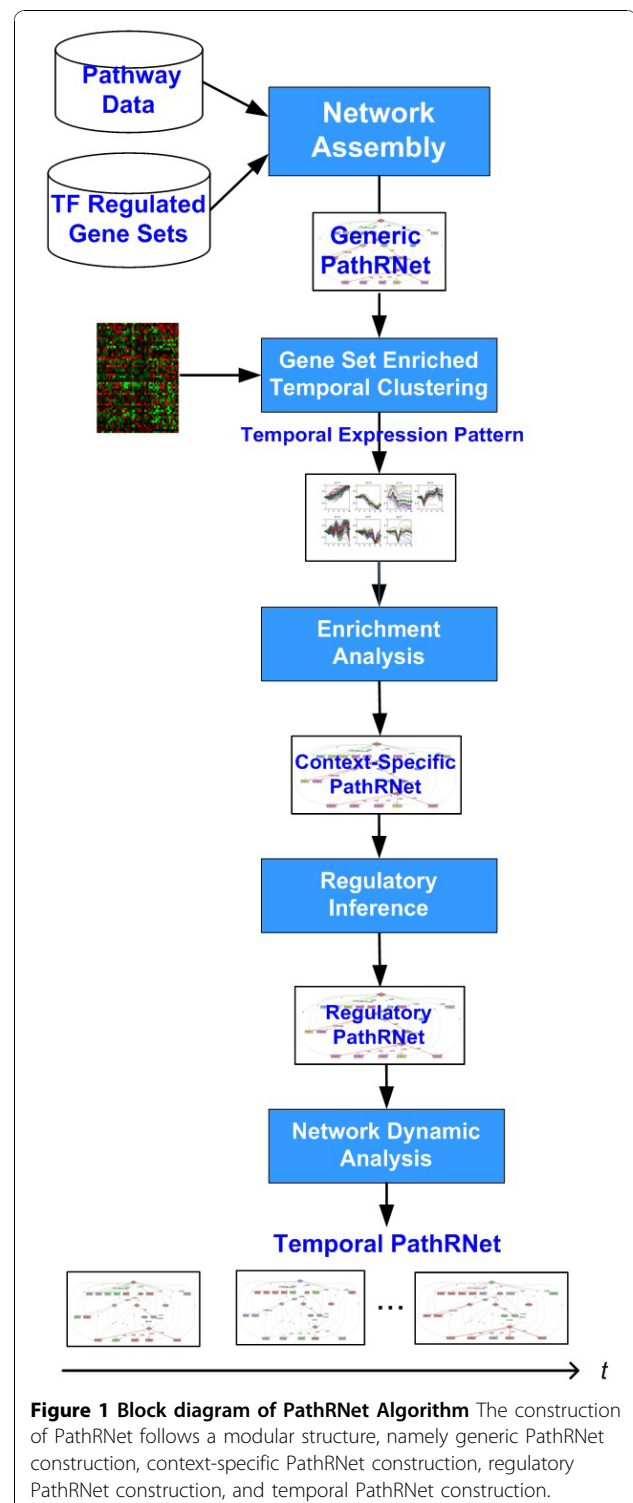 Pathway
Data
Network
Assembly
TF Regulated
Gene Sets
Generic
PathRNet
Gene Set Enriched
Temporal Clustering
Temporal Expression Pattern
Enrichment
Analysis
Context-Specific
PathRNet
Regulatory
Inference
Regulatory
PathRNet
Network Dynamic
Analysis
Temporal PathRNet
...
t
Figure 1 Block diagram of PathRNet Algorithm The construction
of PathRNet follows a modular structure, namely generic PathRNet
construction, context-specific PathRNet construction, regulatory
PathRNet construction, and temporal PathRNet construction.